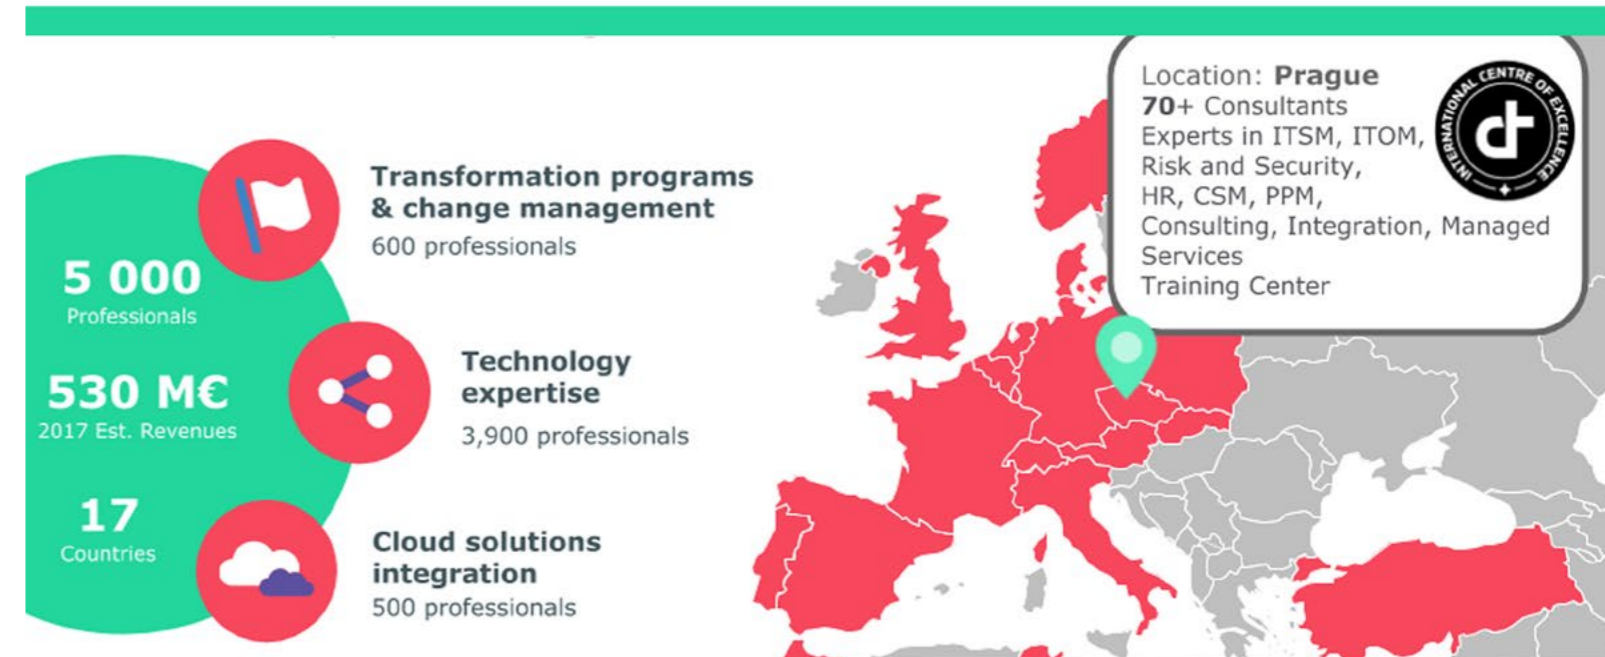 5 000
Professionals
530 M€
2017 Est. Revenues
17
Countries
Transformation programs
& change management
600 professionals
Technology
expertise
3,900 professionals
Cloud solutions
integration
500 professionals
Location: Prague
70+ Consultants
Experts in ITSM, ITOM,
Risk and Security,
HR, CSM, PPM,
Consulting, Integration, Managed
Services
Training Center
INTERNATIONAL CENTRE OF EXCELLENCE
dt